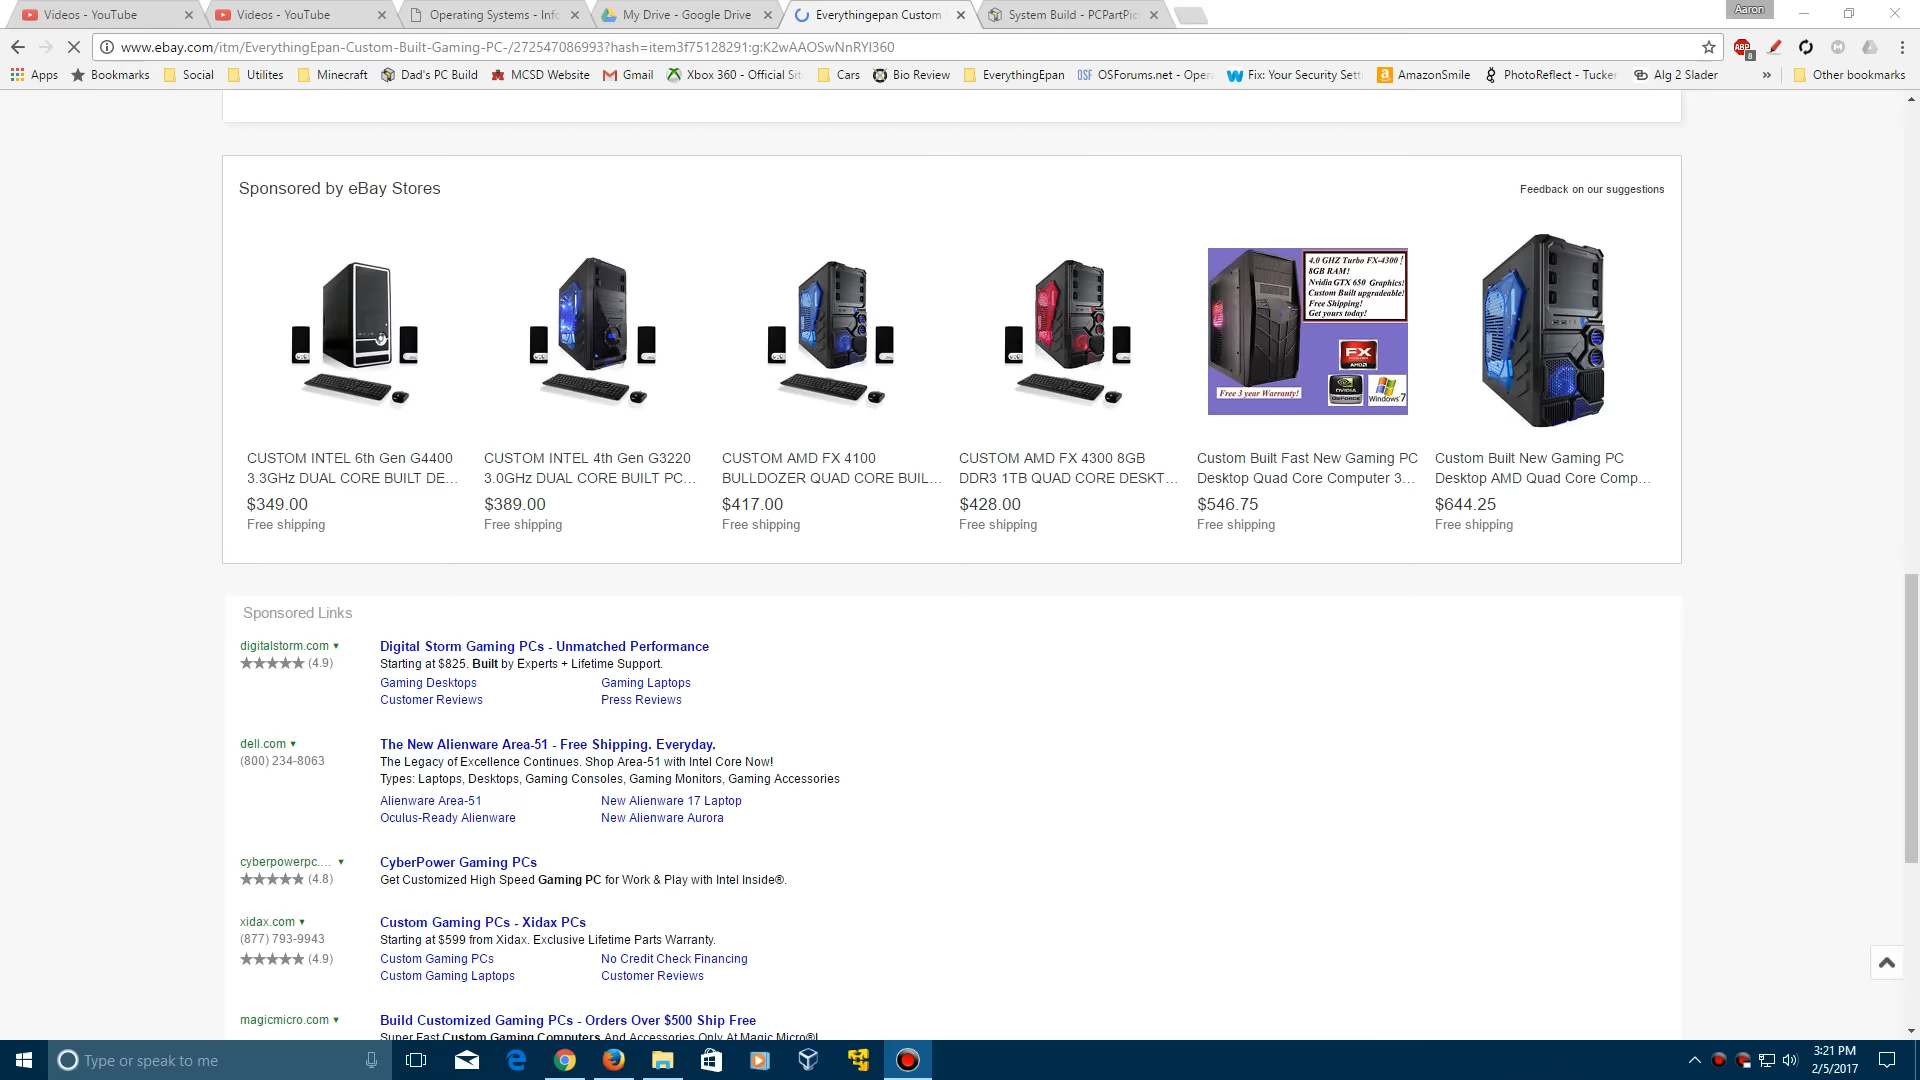 Videos - YouTube
Videos - YouTube
Operating Systems - Info
My Drive - Google Drive
Everythingepan Custom
System Build - PCPartPic
Aaron
www.ebay.com/itm/EverythingEpan-Custom-Built-Gaming-PC-/272547086993?hash=item3f75128291:g:K2wAAOSwNnRYl360
ABP
8
Apps
Bookmarks
Social
Utilites
Minecraft
Dad's PC Build
MCSD Website
Gmail
Xbox 360 - Official Sit
Cars
Bio Review
EverythingEpan
OSF OSForums.net - Oper
Fix: Your Security Setti
AmazonSmile
PhotoReflect - Tucker
Alg 2 Slader
»
Other bookmarks
Sponsored by eBay Stores
Feedback on our suggestions
4.0 GHZ Turbo FX-4300 !
8GB RAM!
Nvidia GTX 650 Graphics!
Custom Built upgradeable!
Free Shipping!
Get yours today!
FX
AMD
NVIDIA
GEFORCE
Windows 7
Free 3 year Warranty!
CUSTOM INTEL 6th Gen G4400
3.3GHz DUAL CORE BUILT DE...
$349.00
Free shipping
CUSTOM INTEL 4th Gen G3220
3.0GHz DUAL CORE BUILT PC...
$389.00
Free shipping
CUSTOM AMD FX 4100
BULLDOZER QUAD CORE BUIL...
$417.00
Free shipping
CUSTOM AMD FX 4300 8GB
DDR3 1TB QUAD CORE DESKT...
$428.00
Free shipping
Custom Built Fast New Gaming PC
Desktop Quad Core Computer 3...
$546.75
Free shipping
Custom Built New Gaming PC
Desktop AMD Quad Core Comp...
$644.25
Free shipping
Sponsored Links
digitalstorm.com
(4.9)
Digital Storm Gaming PCs - Unmatched Performance
Starting at $825. Built by Experts + Lifetime Support.
Gaming Desktops
Gaming Laptops
Customer Reviews
Press Reviews
dell.com
(800) 234-8063
The New Alienware Area-51 - Free Shipping. Everyday.
The Legacy of Excellence Continues. Shop Area-51 with Intel Core Now!
Types: Laptops, Desktops, Gaming Consoles, Gaming Monitors, Gaming Accessories
Alienware Area-51
New Alienware 17 Laptop
Oculus-Ready Alienware
New Alienware Aurora
cyberpowerpc....
(4.8)
CyberPower Gaming PCs
Get Customized High Speed Gaming PC for Work & Play with Intel Inside®.
xidax.com
(877) 793-9943
(4.9)
Custom Gaming PCs - Xidax PCs
Starting at $599 from Xidax. Exclusive Lifetime Parts Warranty.
Custom Gaming PCs
No Credit Check Financing
Custom Gaming Laptops
Customer Reviews
magicmicro.com
Build Customized Gaming PCs - Orders Over $500 Ship Free
Super Fast Custom Gaming Computers And Accessories Only At Magic Micro®!
Type or speak to me
3:21 PM
2/5/2017